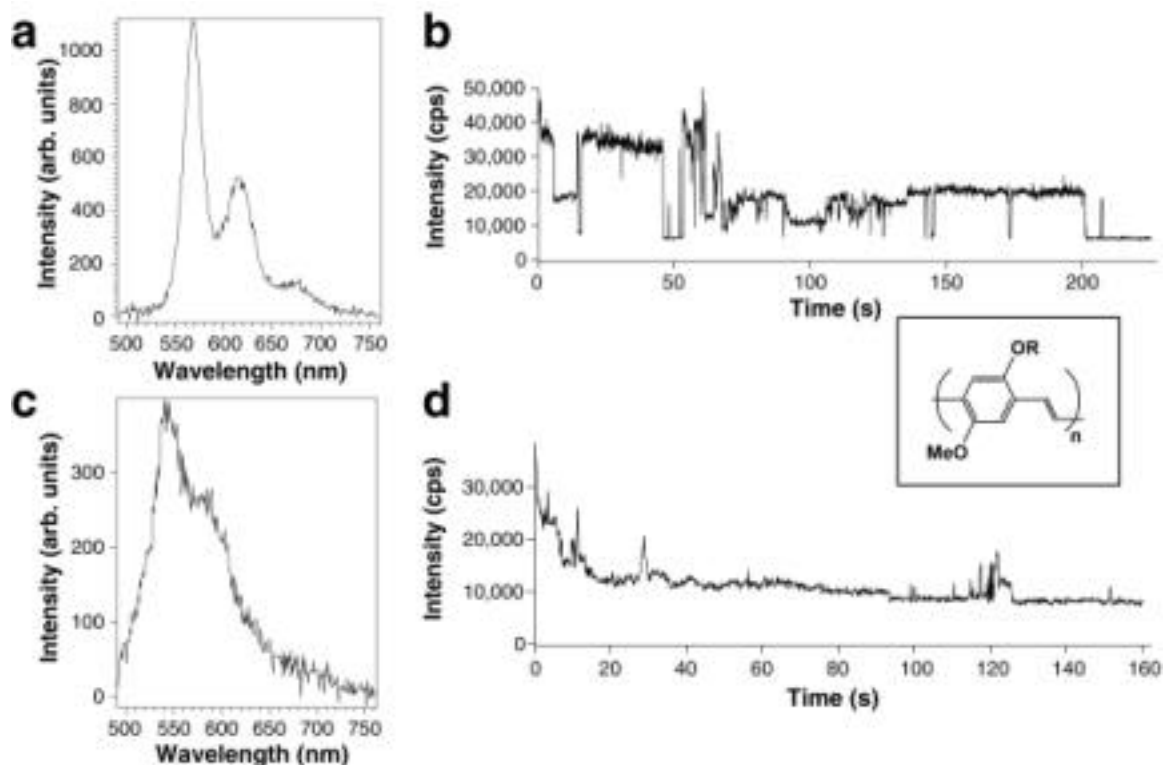 a
Intensity (arb. units)
1000
800
600
400
200
0
500 550 600 650 700 750
Wavelength (nm)
b
Intensity (cps)
50,000
40,000
30,000
20,000
10,000
0
0 50 100 150 200
Time (s)
OR
MeO
n
c
Intensity (arb. units)
300
200
100
0
500 550 600 650 700 750
Wavelength (nm)
d
Intensity (cps)
30,000
20,000
10,000
0
0 20 40 60 80 100 120 140 160
Time (s)